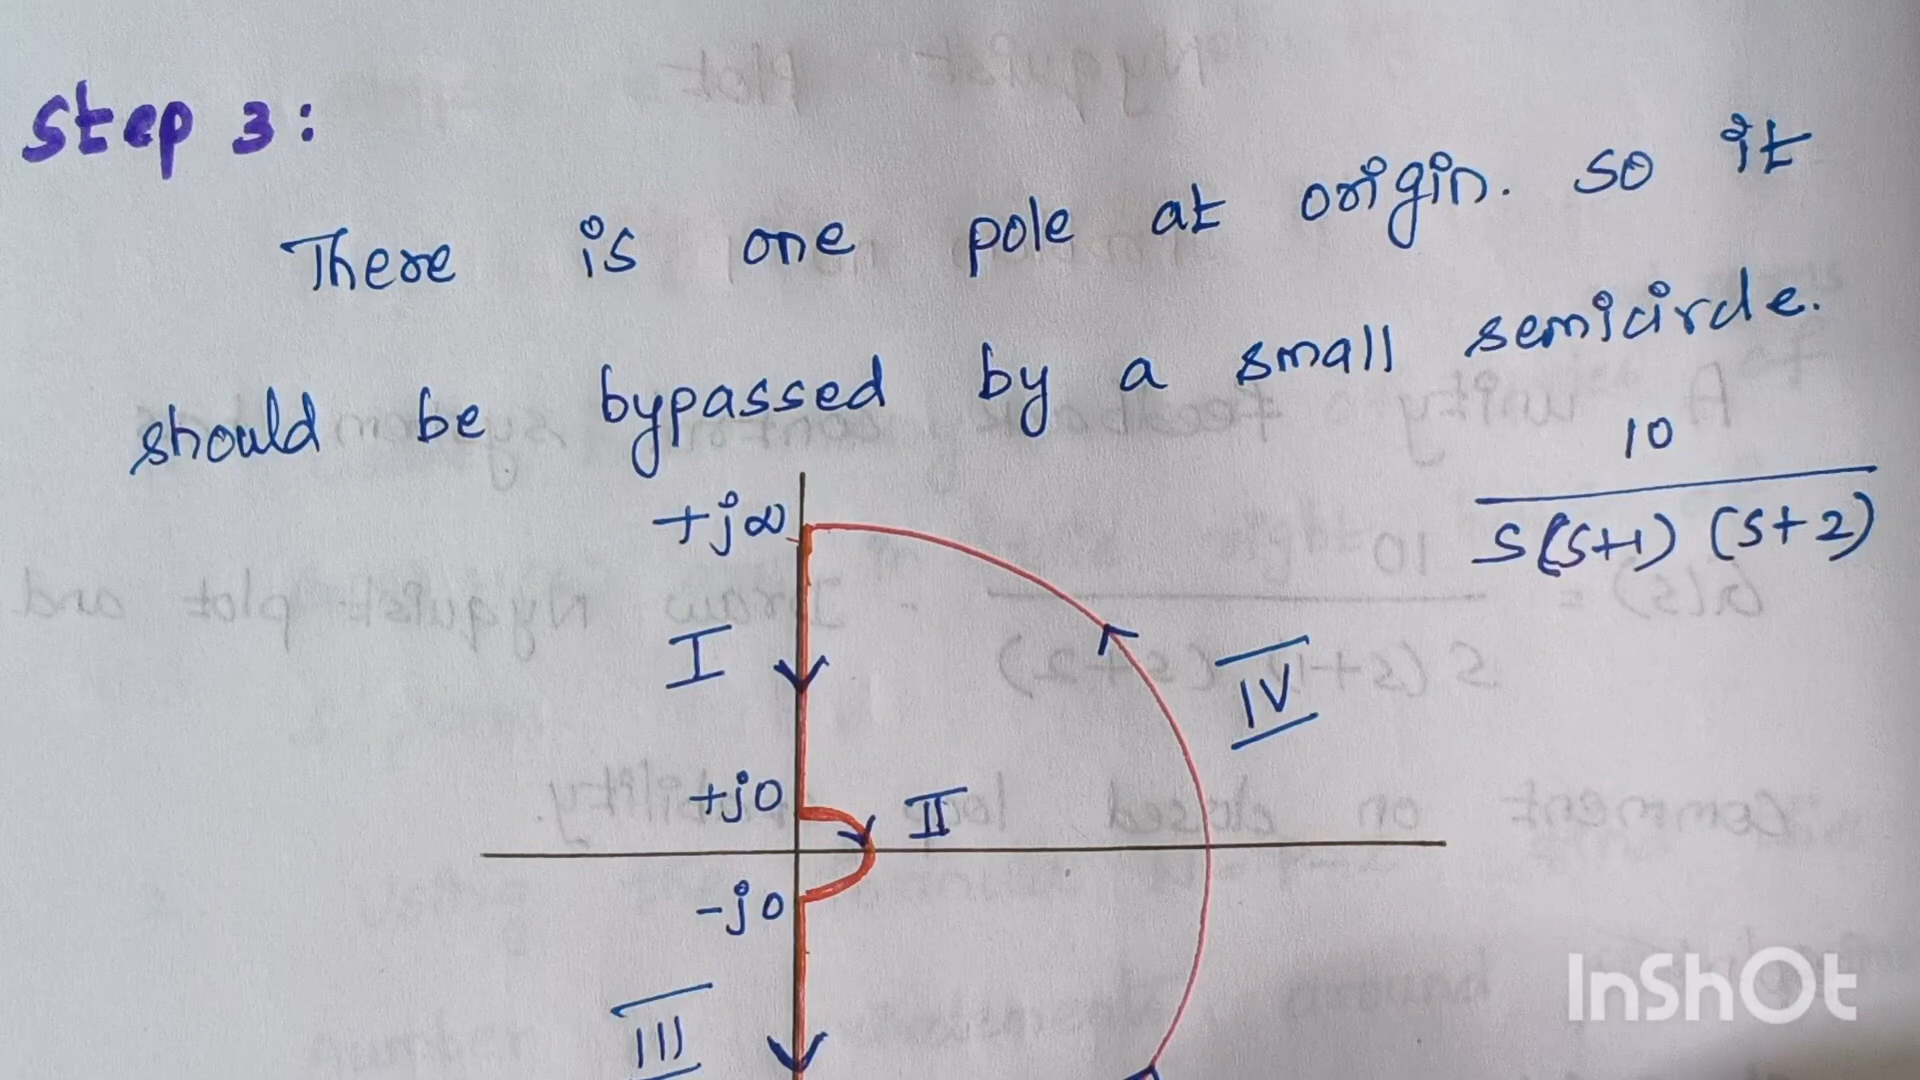 Step 3:
There is one pole at origin. so it
should be bypassed by a small semicircle.
10
s(s+1) (s+2)
+j∞
I
IV
+j0
II
-j0
III
InShOt